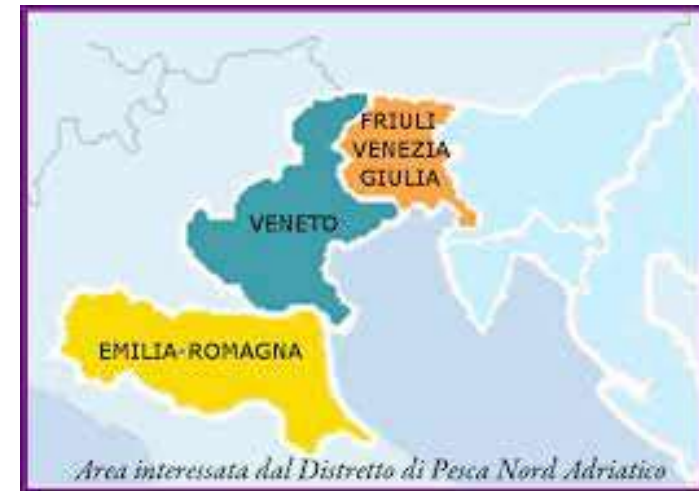 FRIULI
VENEZIA
GIULIA
VENETO
EMILIA-ROMAGNA
Area interessata dal Distretto di Pesca Nord Adriatico